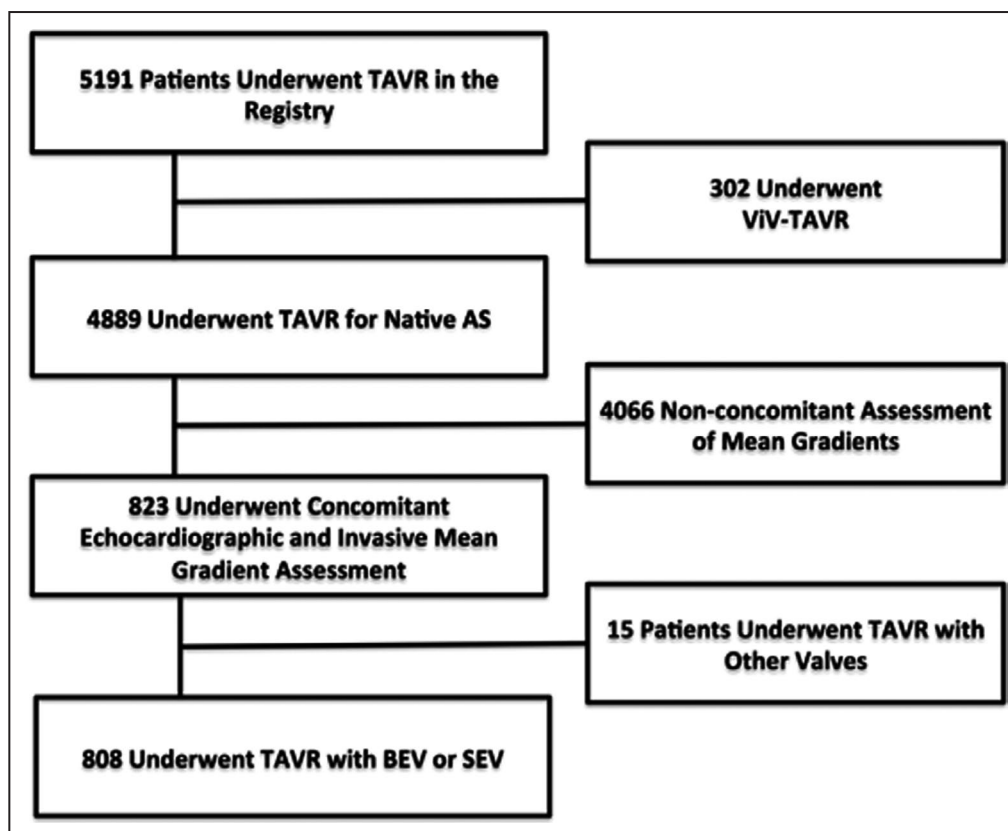 5191 Patients Underwent TAVR in the
Registry
302 Underwent
ViV-TAVR
4889 Underwent TAVR for Native AS
4066 Non-concomitant Assessment
of Mean Gradients
823 Underwent Concomitant
Echocardiographic and Invasive Mean
Gradient Assessment
15 Patients Underwent TAVR with
Other Valves
808 Underwent TAVR with BEV or SEV